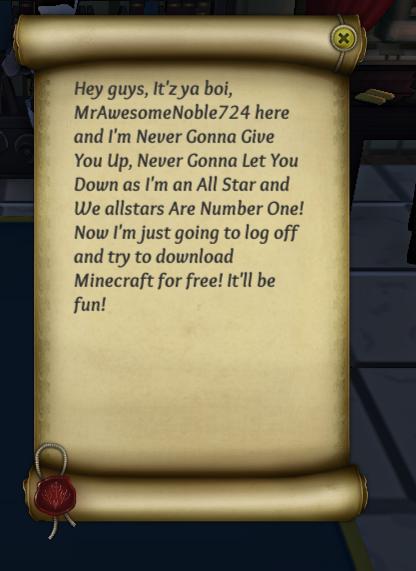 Hey guys, It'z ya boi,
MrAwesomeNoble724 here
and I'm Never Gonna Give
You Up, Never Gonna Let You
Down as I'm an All Star and
We allstars Are Number One!
Now I'm just going to log off
and try to download
Minecraft for free! It'll be
fun!